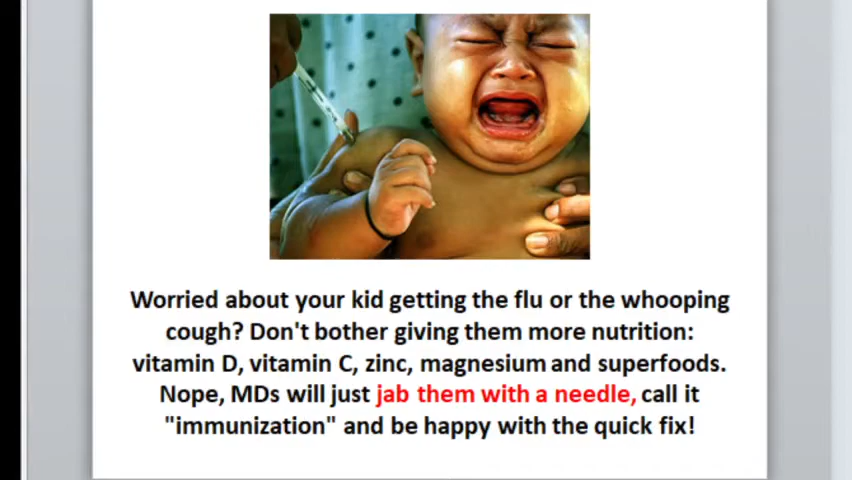 Worried about your kid getting the flu or the whooping
cough? Don't bother giving them more nutrition:
vitamin D, vitamin C, zinc, magnesium and superfoods.
Nope, MDs will just jab them with a needle, call it
"immunization" and be happy with the quick fix!